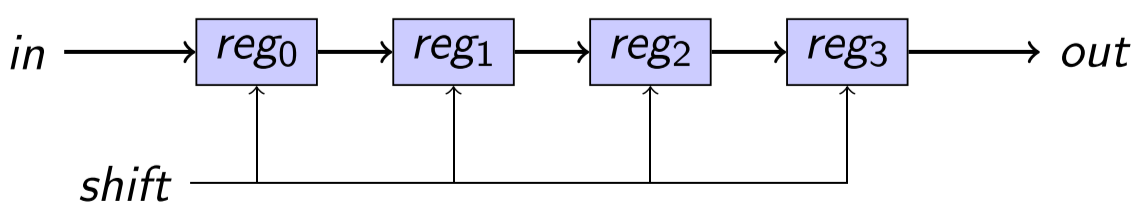 in reg₀ reg₁ reg₂ reg₃ out
shift